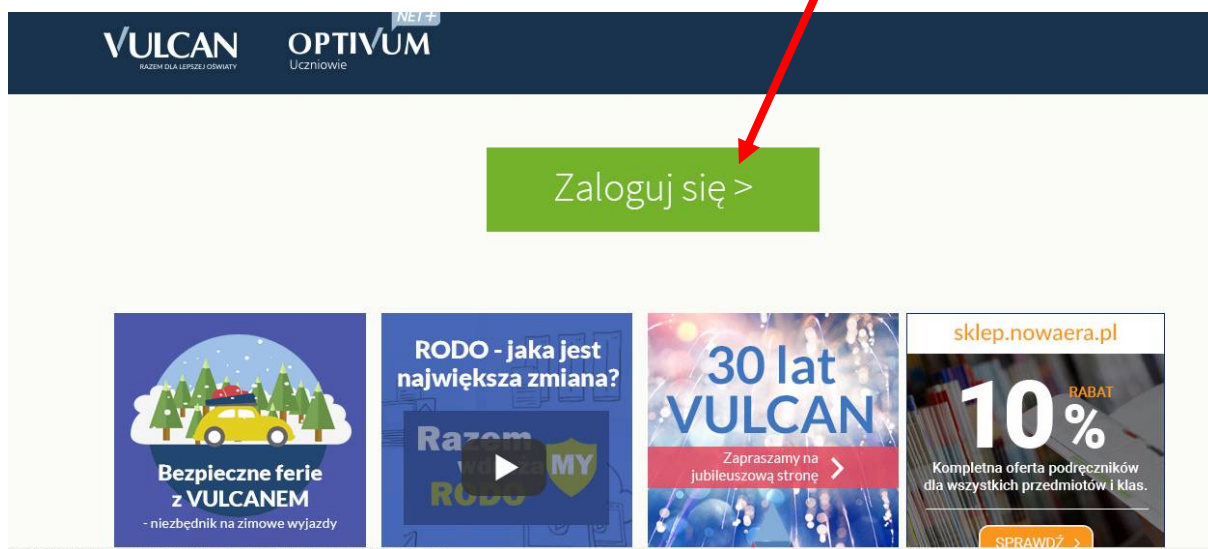 NET+
VULCAN
RAZEM DLA LEPSZEJ OŚWIATY
OPTIVUM
Uczniowie
Zaloguj się >
Bezpieczne ferie
z VULCANEM
- niezbędnik na zimowe wyjazdy
RODO - jaka jest
największa zmiana?
Razem
MY
RODO
30 lat
VULCAN
Zapraszamy na
jubileuszową stronę >
sklep.nowaera.pl
10%
RABAT
Kompletna oferta podręczników
dla wszystkich przedmiotów i klas.
SPRAWDŹ >